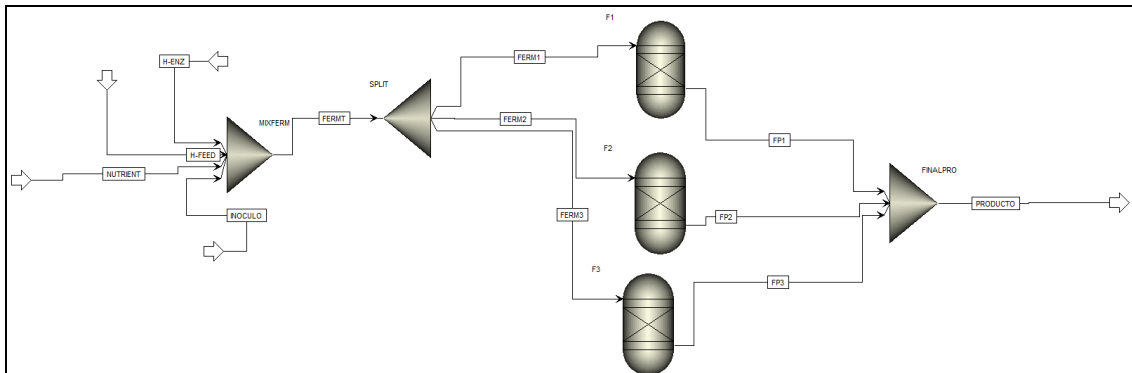 F1
H-ENZ
FERM1
SPLIT
MIXFERM
FERMT
FERM2
FP1
F2
H-FEED
FINALPRO
NUTRIENT
PRODUCTO
INOCULO
FERM3
FP2
F3
FP3